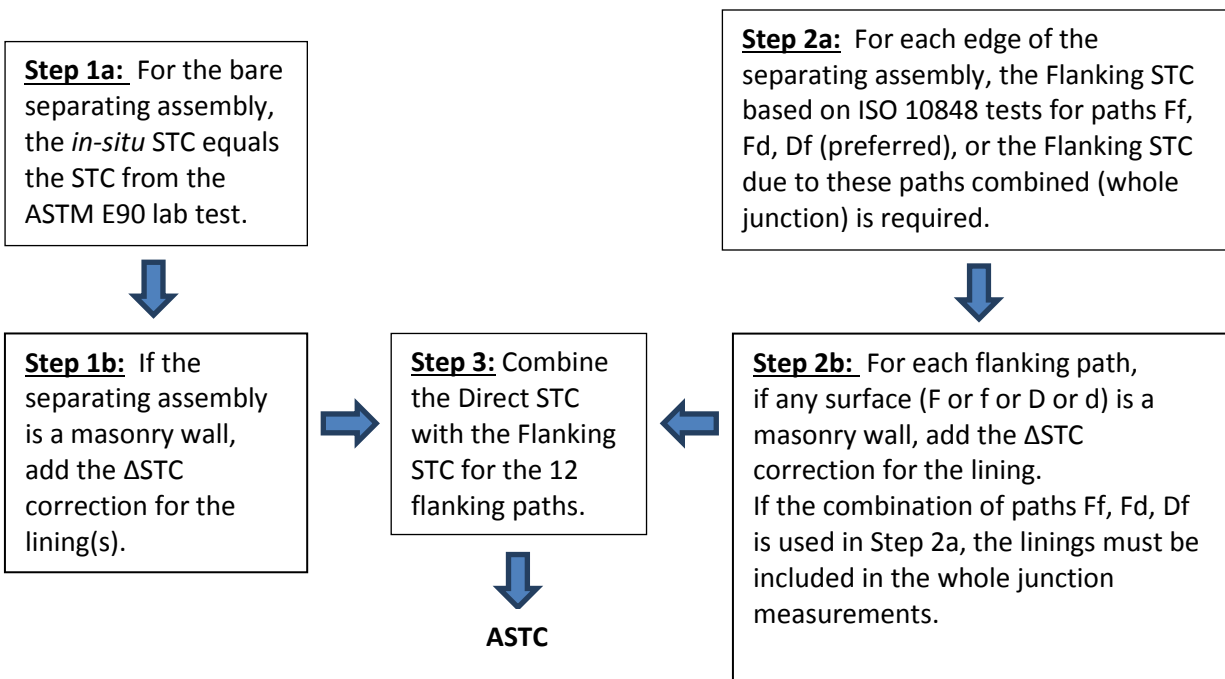 Step 1a: For the bare
separating assembly,
the in-situ STC equals
the STC from the
ASTM E90 lab test.
Step 2a: For each edge of the
separating assembly, the Flanking STC
based on ISO 10848 tests for paths Ff,
Fd, Df (preferred), or the Flanking STC
due to these paths combined (whole
junction) is required.
Step 1b: If the
separating assembly
is a masonry wall,
add the ΔSTC
correction for the
lining(s).
Step 3: Combine
the Direct STC
with the Flanking
STC for the 12
flanking paths.
Step 2b: For each flanking path,
if any surface (F or f or D or d) is a
masonry wall, add the ΔSTC
correction for the lining.
If the combination of paths Ff, Fd, Df
is used in Step 2a, the linings must be
included in the whole junction
measurements.
ASTC